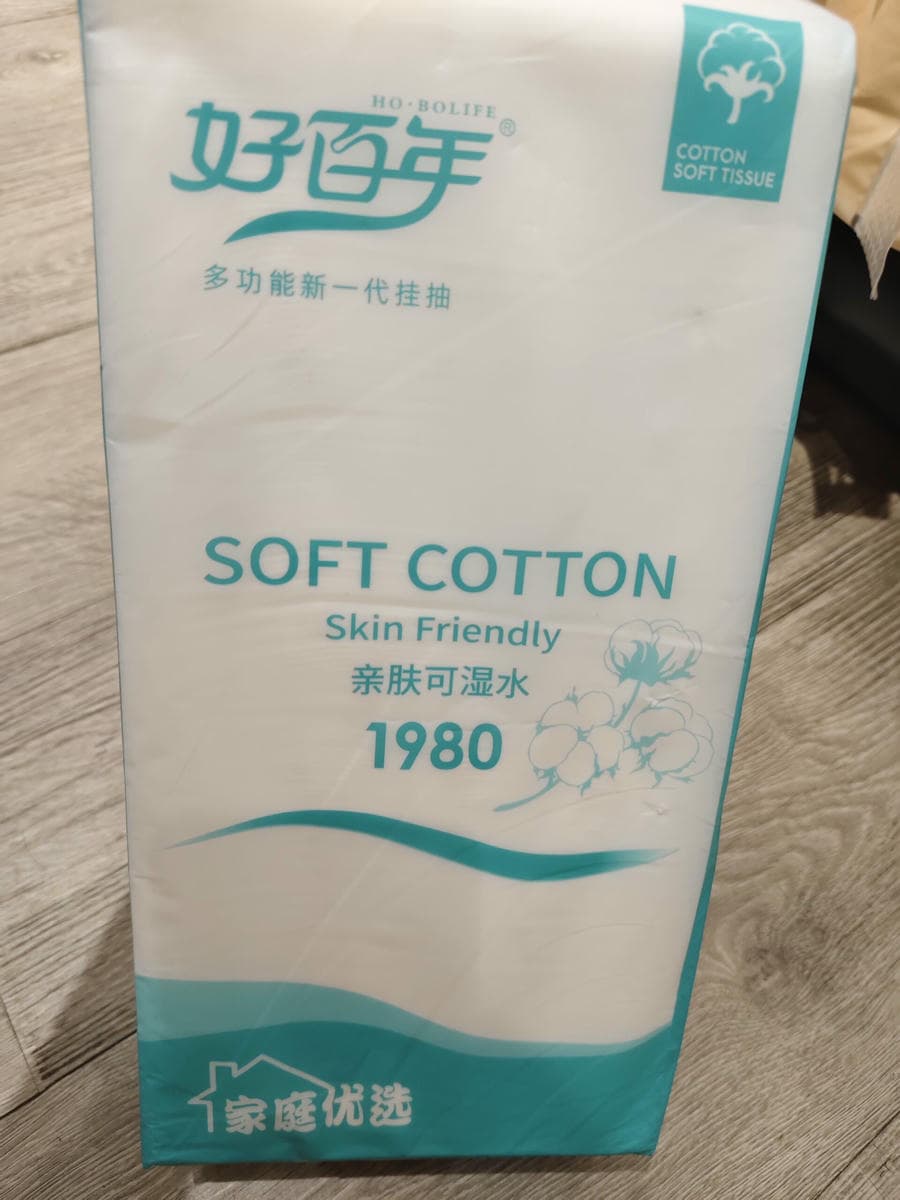 HO·BOLIFE
好百年®
COTTON
SOFT TISSUE
多功能新一代挂抽
SOFT COTTON
Skin Friendly
亲肤可湿水
1980
家庭优选